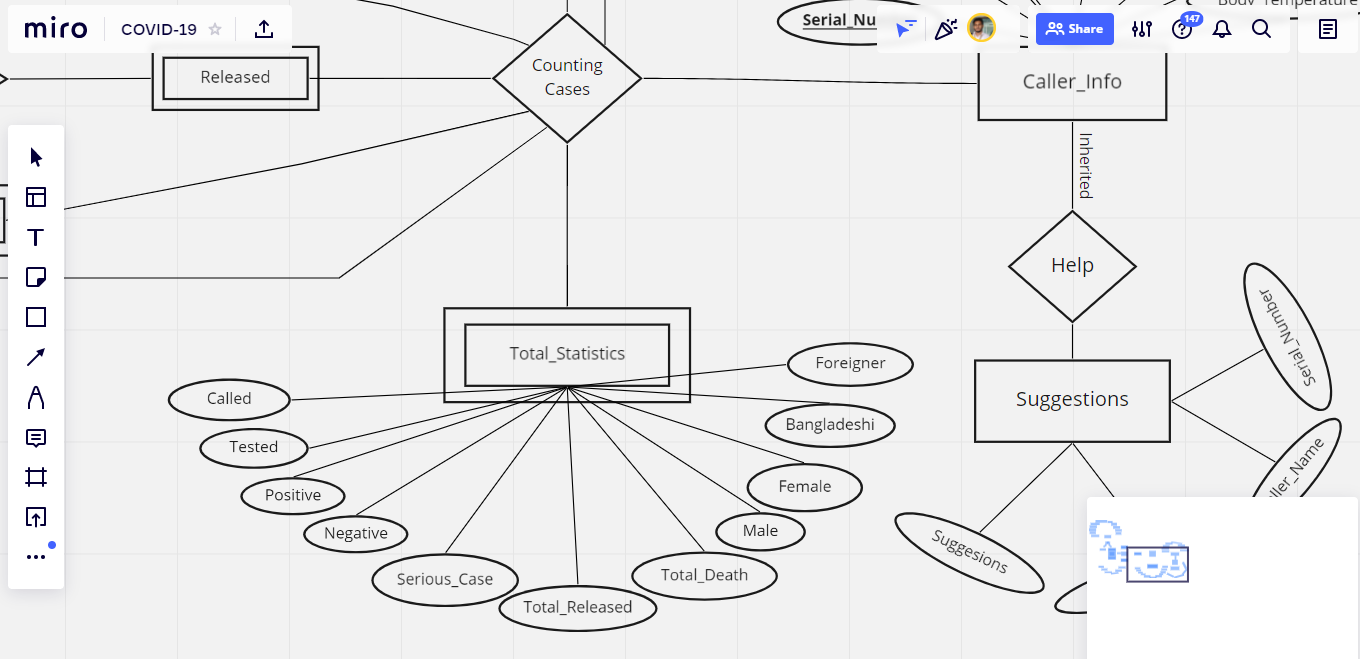 Body_Temperature
miro
COVID-19
Serial_Nu
Share
147
Released
Counting
Cases
Caller_Info
Inherited
Help
Total_Statistics
Foreigner
Serial_Number
Called
Suggestions
Bangladeshi
Tested
ller_Name
Female
Positive
Negative
Male
Suggesions
Serious_Case
Total_Death
Total_Released